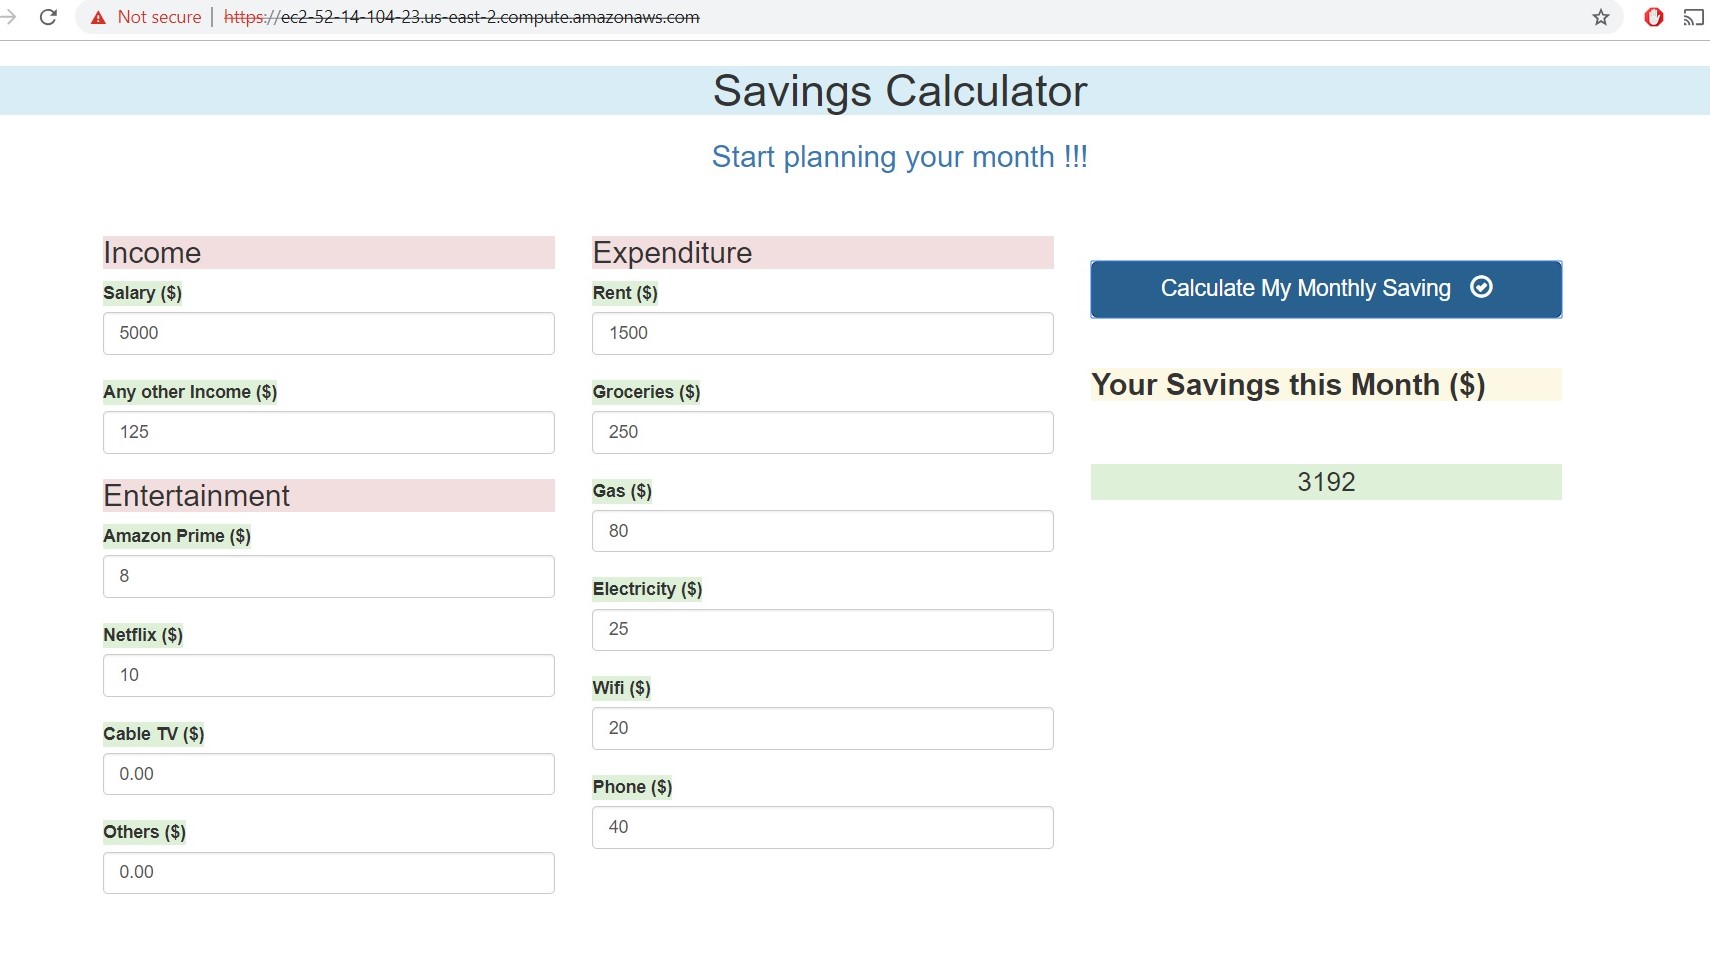 Not secure | https://ec2-52-14-104-23.us-east-2.compute.amazonaws.com
Savings Calculator
Start planning your month !!!
Income
Salary ($)
5000
Any other Income ($)
125
Entertainment
Amazon Prime ($)
8
Netflix ($)
10
Cable TV ($)
0.00
Others ($)
0.00
Expenditure
Rent ($)
1500
Groceries ($)
250
Gas ($)
80
Electricity ($)
25
Wifi ($)
20
Phone ($)
40
Calculate My Monthly Saving
Your Savings this Month ($)
3192